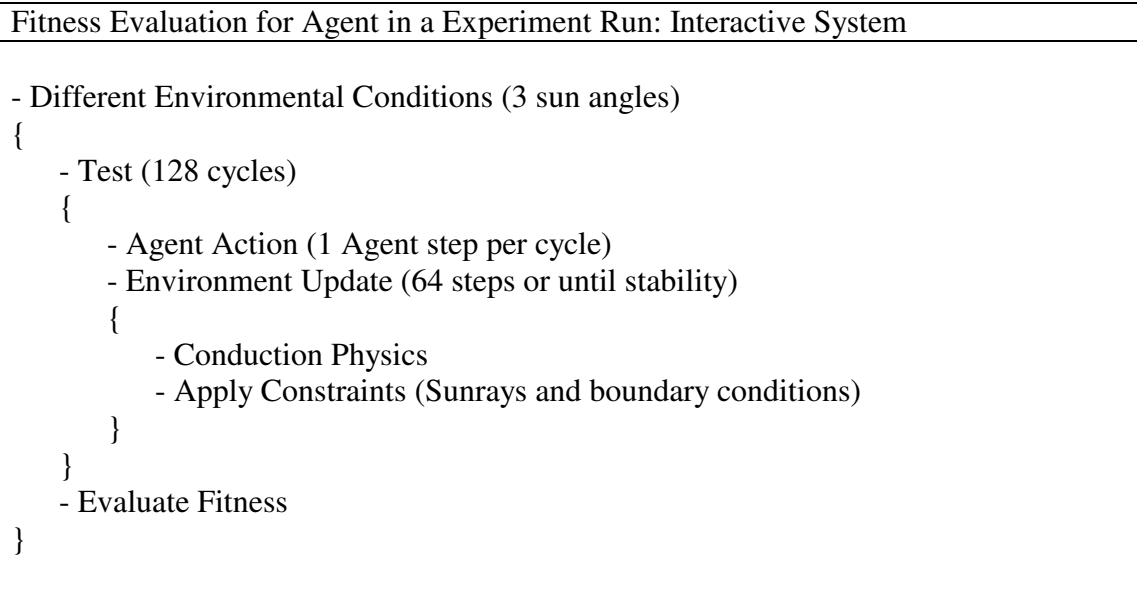 Fitness Evaluation for Agent in a Experiment Run: Interactive System
- Different Environmental Conditions (3 sun angles)
{
- Test (128 cycles)
{
- Agent Action (1 Agent step per cycle)
- Environment Update (64 steps or until stability)
{
- Conduction Physics
- Apply Constraints (Sunrays and boundary conditions)
}
}
- Evaluate Fitness
}